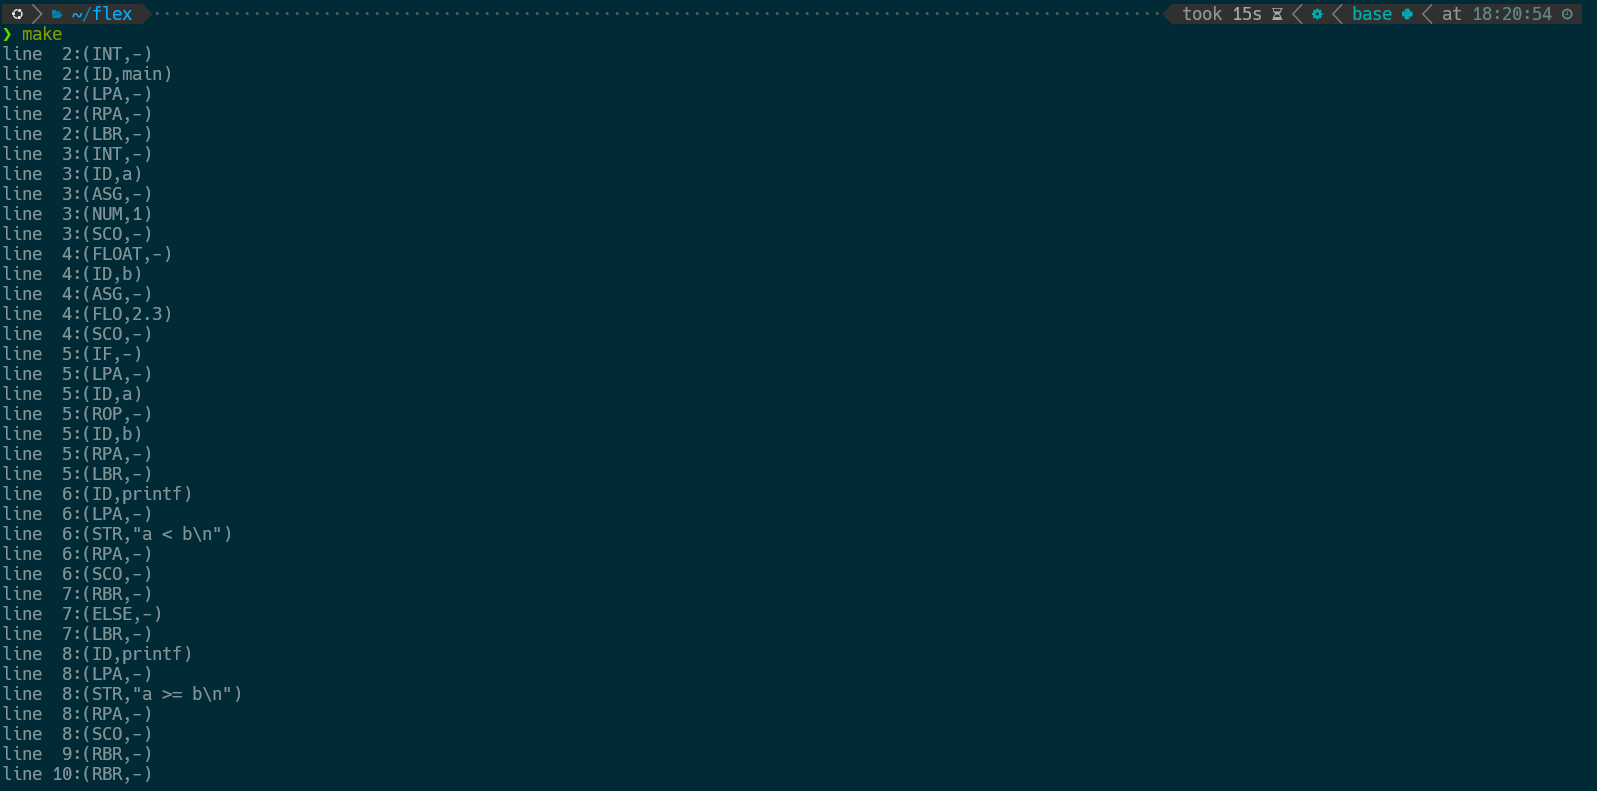 ~/flex took 15s base at 18:20:54
❯ make
line  2:(INT,-)
line  2:(ID,main)
line  2:(LPA,-)
line  2:(RPA,-)
line  2:(LBR,-)
line  3:(INT,-)
line  3:(ID,a)
line  3:(ASG,-)
line  3:(NUM,1)
line  3:(SCO,-)
line  4:(FLOAT,-)
line  4:(ID,b)
line  4:(ASG,-)
line  4:(FLO,2.3)
line  4:(SCO,-)
line  5:(IF,-)
line  5:(LPA,-)
line  5:(ID,a)
line  5:(ROP,-)
line  5:(ID,b)
line  5:(RPA,-)
line  5:(LBR,-)
line  6:(ID,printf)
line  6:(LPA,-)
line  6:(STR,"a < b\n")
line  6:(RPA,-)
line  6:(SCO,-)
line  7:(RBR,-)
line  7:(ELSE,-)
line  7:(LBR,-)
line  8:(ID,printf)
line  8:(LPA,-)
line  8:(STR,"a >= b\n")
line  8:(RPA,-)
line  8:(SCO,-)
line  9:(RBR,-)
line 10:(RBR,-)